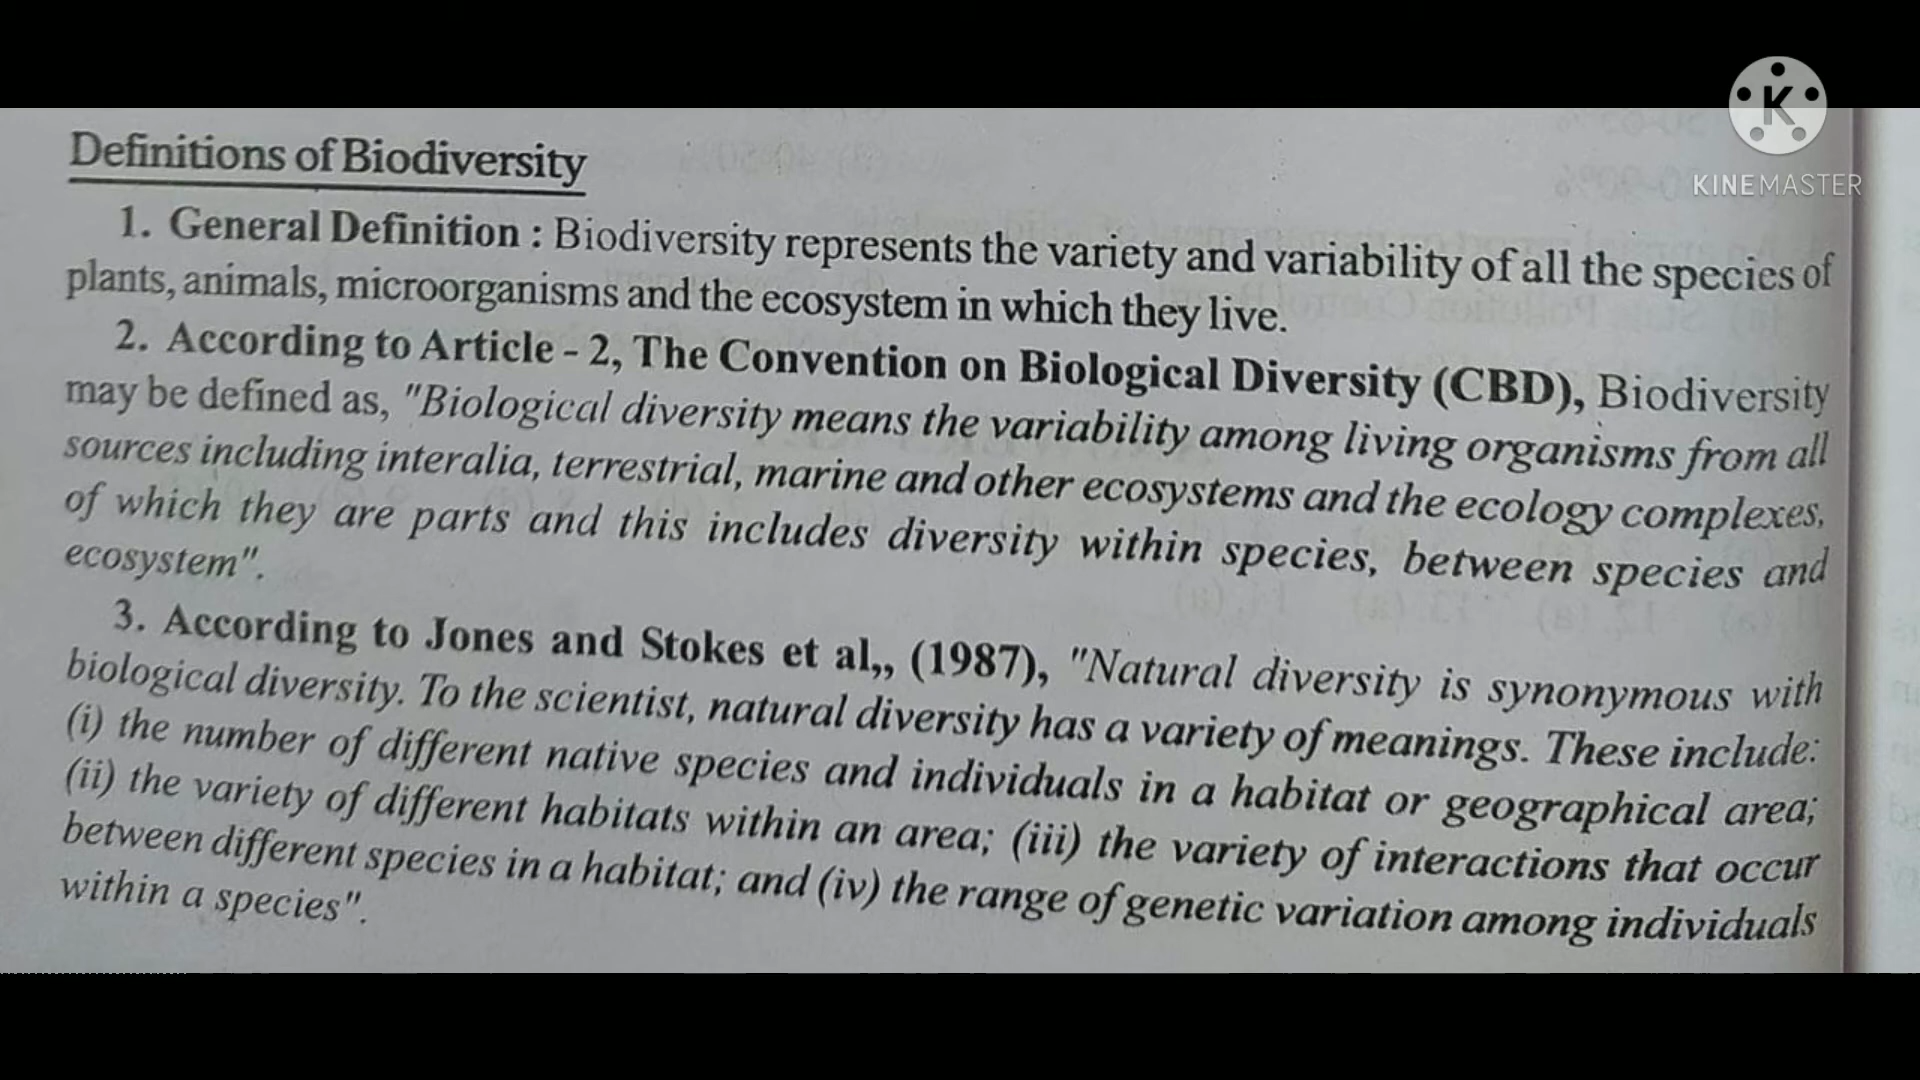 K
KINEMASTER
Definitions of Biodiversity
1. General Definition : Biodiversity represents the variety and variability of all the species of
plants, animals, microorganisms and the ecosystem in which they live.
2. According to Article - 2, The Convention on Biological Diversity (CBD), Biodiversity
may be defined as, "Biological diversity means the variability among living organisms from all
sources including interalia, terrestrial, marine and other ecosystems and the ecology complexes,
of which they are parts and this includes diversity within species, between species and
ecosystem".
3. According to Jones and Stokes et al,, (1987), "Natural diversity is synonymous with
biological diversity. To the scientist, natural diversity has a variety of meanings. These include:
(i) the number of different native species and individuals in a habitat or geographical area;
(ii) the variety of different habitats within an area; (iii) the variety of interactions that occur
between different species in a habitat; and (iv) the range of genetic variation among individuals
within a species".